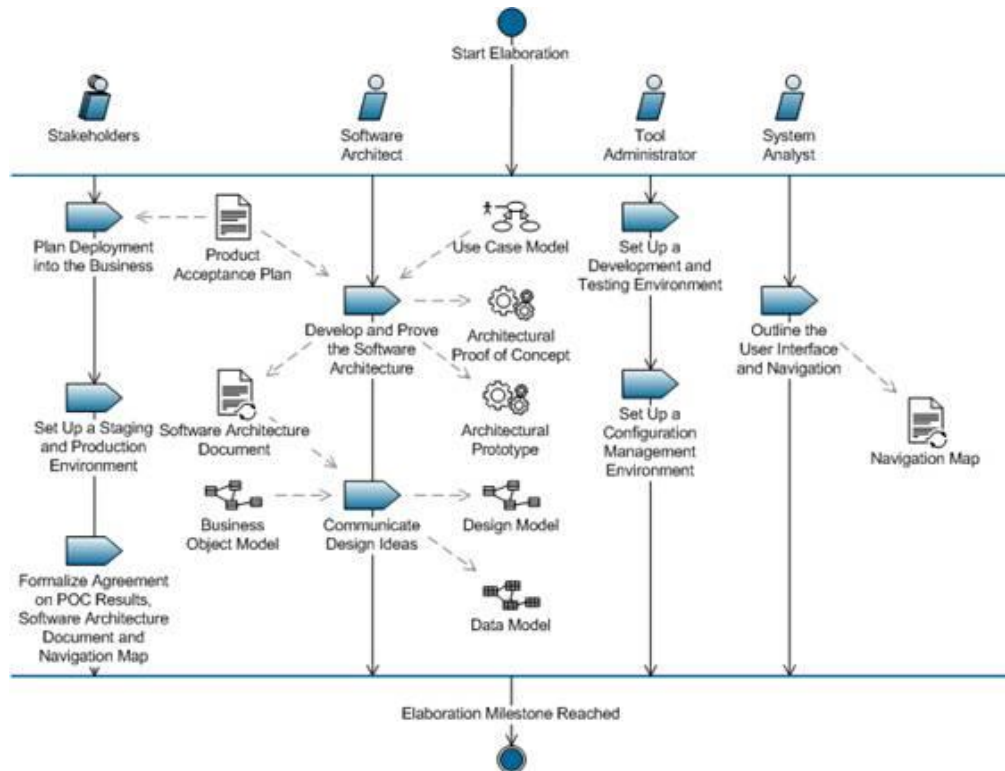 Start Elaboration
Stakeholders
Software
Architect
Tool
Administrator
System
Analyst
Plan Deployment
into the Business
Product
Acceptance Plan
Use Case Model
Set Up a
Development and
Testing Environment
Develop and Prove
the Software
Architecture
Architectural
Proof of Concept
Outline the
User Interface
and Navigation
Set Up a Staging
and Production
Environment
Software Architecture
Document
Architectural
Prototype
Set Up a
Configuration
Management
Environment
Navigation Map
Business
Object Model
Communicate
Design Ideas
Design Model
Formalize Agreement
on POC Results,
Software Architecture
Document and
Navigation Map
Data Model
Elaboration Milestone Reached